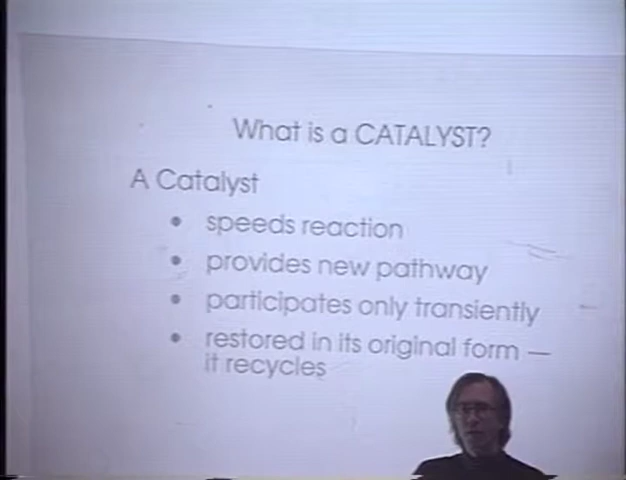 What is a CATALYST?
A Catalyst
• speeds reaction
• provides new pathway
• participates only transiently
• restored in its original form —
it recycles